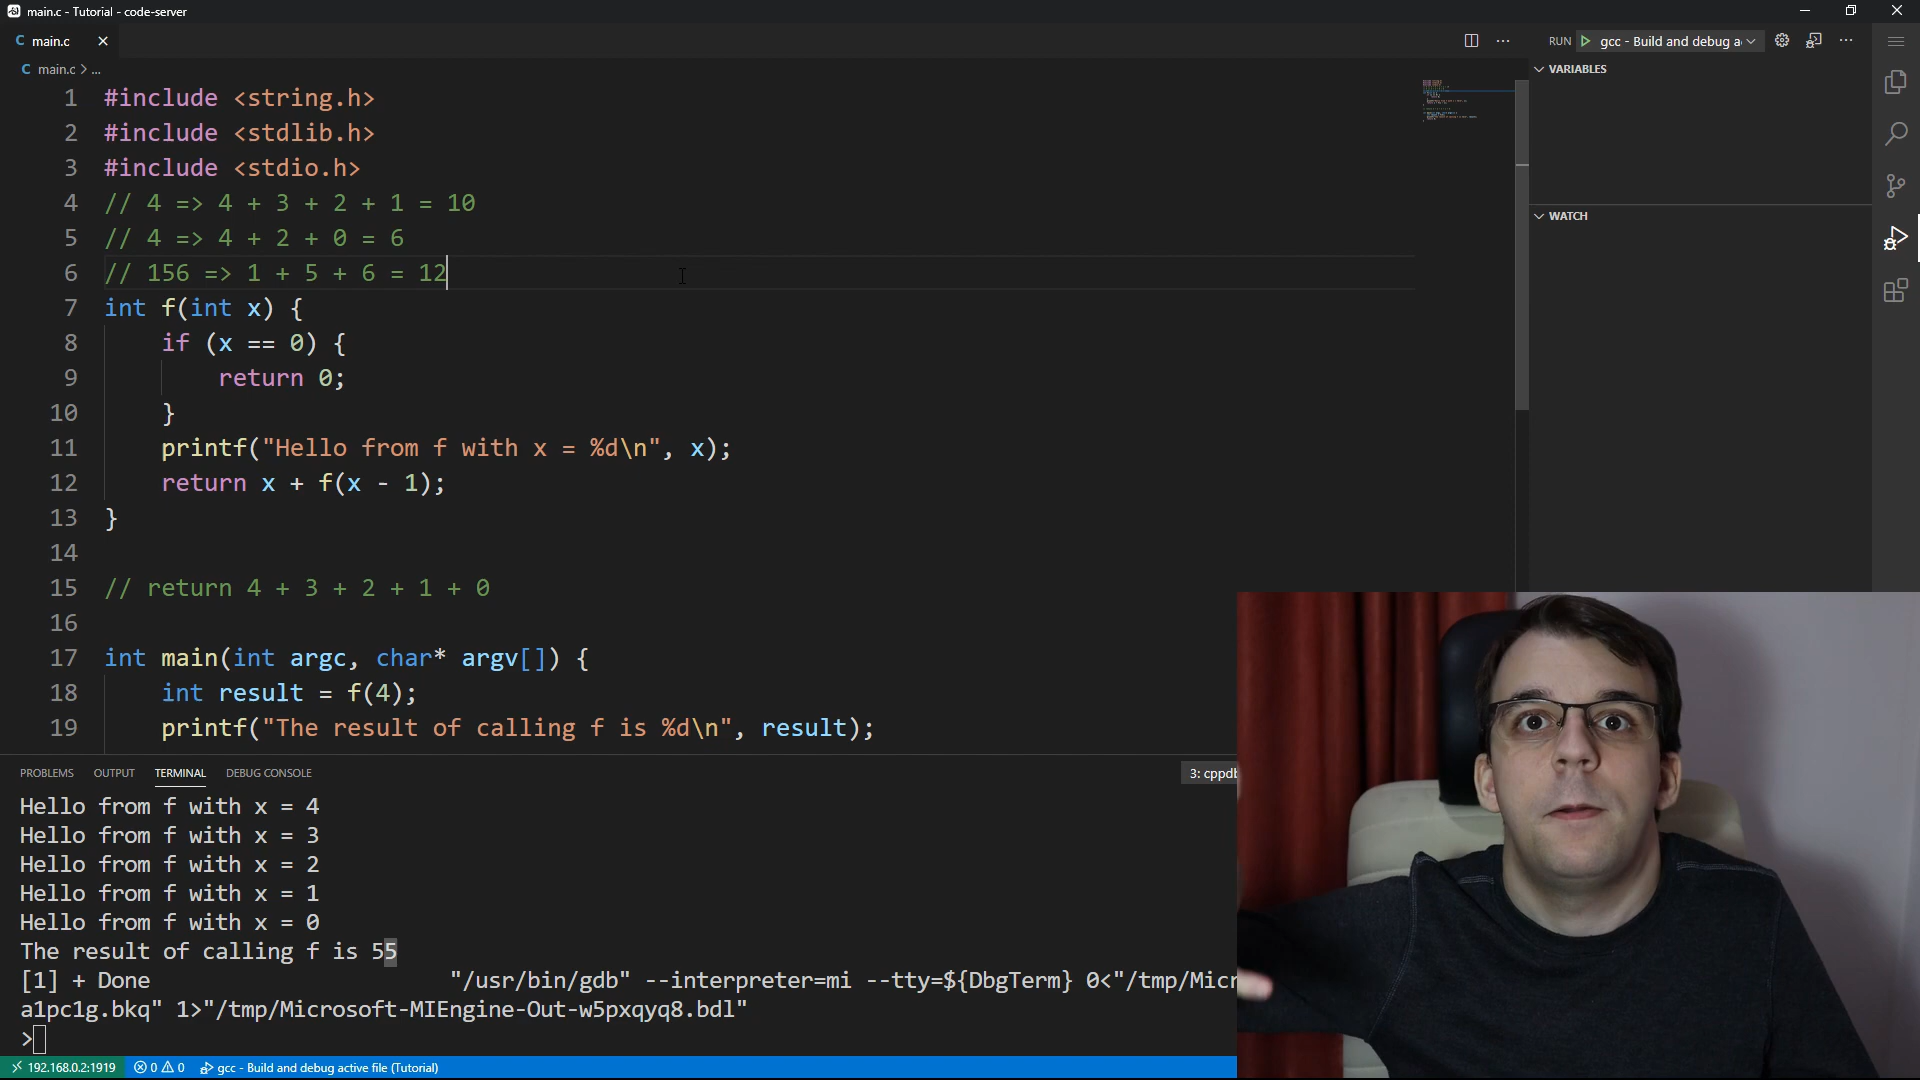 main.c - Tutorial - code-server
main.c
RUN gcc - Build and debug a
main.c > ...
VARIABLES
1 #include <string.h>
2 #include <stdlib.h>
3 #include <stdio.h>
4 // 4 => 4 + 3 + 2 + 1 = 10
5 // 4 => 4 + 2 + 0 = 6
WATCH
6 // 156 => 1 + 5 + 6 = 12
7 int f(int x) {
8 if (x == 0) {
9 return 0;
10 }
11 printf("Hello from f with x = %d\n", x);
12 return x + f(x - 1);
13 }
14
15 // return 4 + 3 + 2 + 1 + 0
16
17 int main(int argc, char* argv[]) {
18 int result = f(4);
19 printf("The result of calling f is %d\n", result);
PROBLEMS OUTPUT TERMINAL DEBUG CONSOLE 3: cppdb
Hello from f with x = 4
Hello from f with x = 3
Hello from f with x = 2
Hello from f with x = 1
Hello from f with x = 0
The result of calling f is 55
[1] + Done "/usr/bin/gdb" --interpreter=mi --tty=${DbgTerm} 0<"/tmp/Micr
a1pc1g.bkq" 1>"/tmp/Microsoft-MIEngine-Out-w5pxqyq8.bdl"
>
192.168.0.2:1919 0 0 gcc - Build and debug active file (Tutorial)